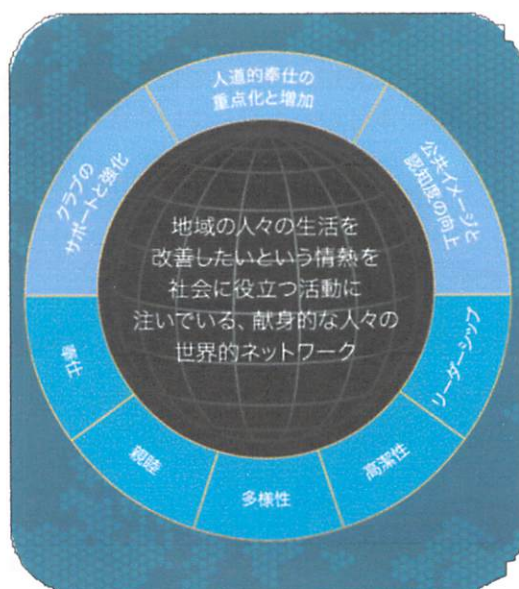 人道的奉仕の
重点化と増加
公共イメージと
認知度の向上
リーダーシップ
高潔性
多様性
親睦
奉仕
クラブの
サポートと強化
地域の人々の生活を
改善したいという情熱を
社会に役立つ活動に
注いでいる、献身的な人々の
世界的ネットワーク